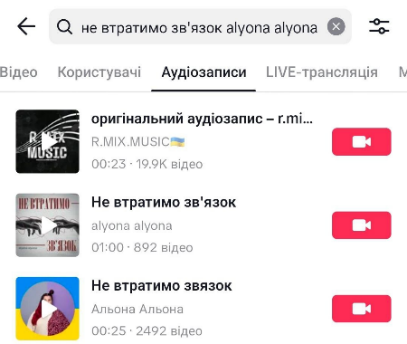 не втратимо зв'язок alyona alyona
Відео Користувачі Аудіозаписи LIVE-трансляція
R.MIX
MUSIC
оригінальний аудіозапис – r.mi...
R.MIX.MUSIC🇺🇦
00:23 · 19.9K відео
НЕ ВТРАТИМО
ЗВ'ЯЗОК
Не втратимо зв'язок
alyona alyona
01:00 · 892 відео
Не втратимо звязок
Альона Альона
00:25 · 2492 відео